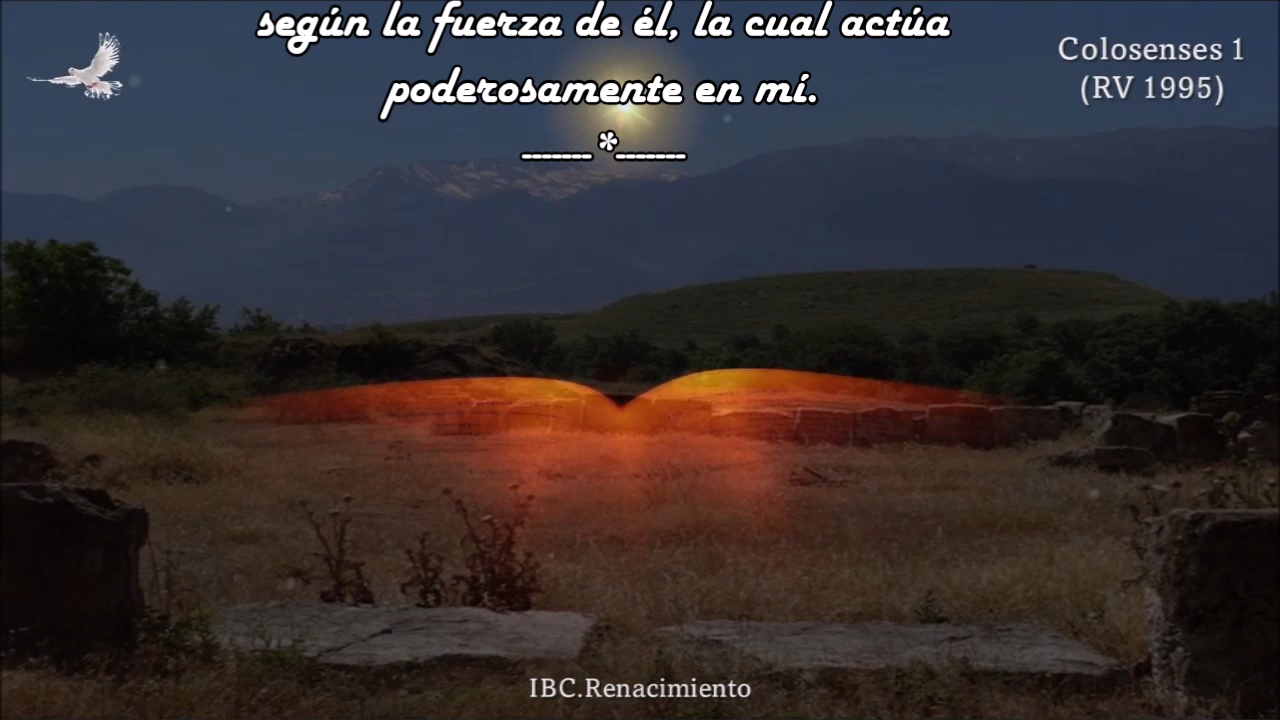 según la fuerza de él, la cual actúa
poderosamente en mí.
-------*-------
Colosenses 1
(RV 1995)
IBC.Renacimiento